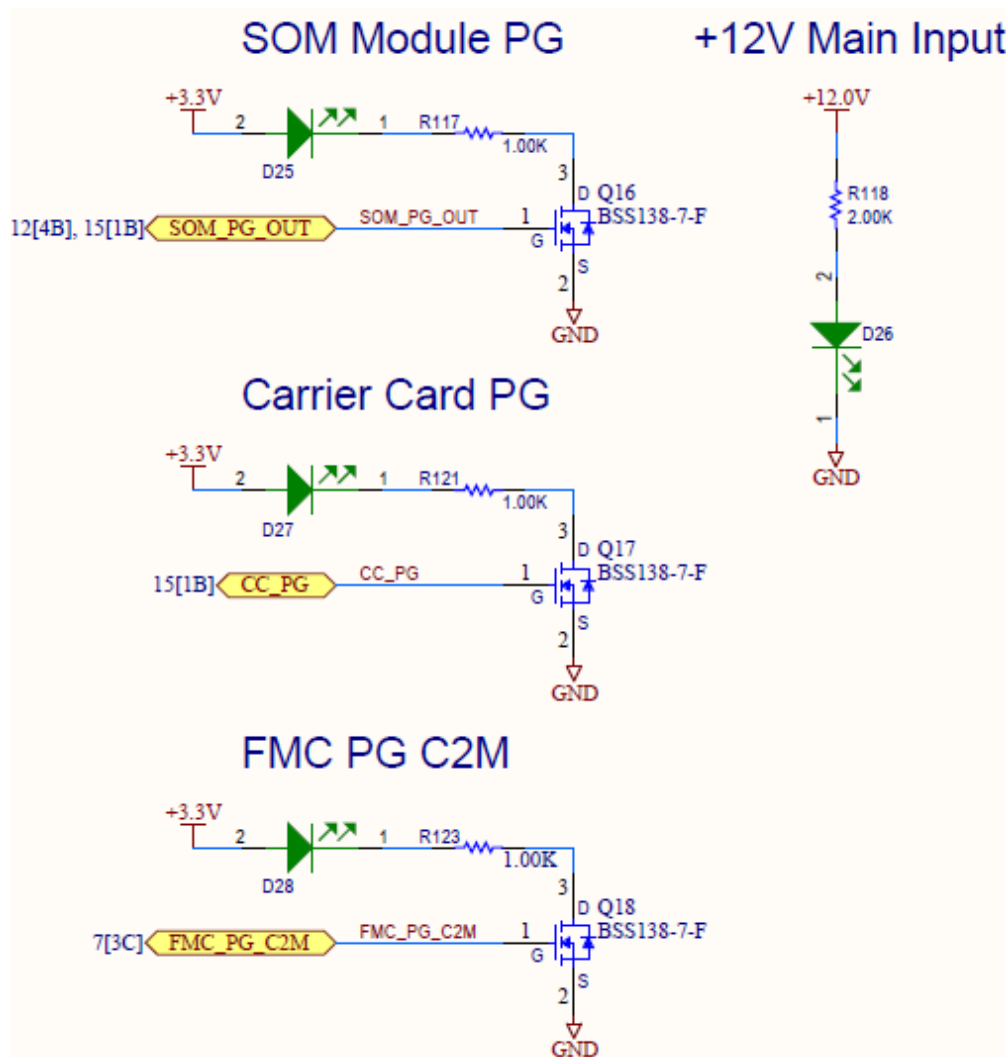 SOM Module PG
+3.3V
2
1
R117
1.00K
D25
3
D
Q16
BSS138-7-F
12[4B], 15[1B]
SOM_PG_OUT
SOM_PG_OUT
1
G
S
2
GND
+12V Main Input
+12.0V
R118
2.00K
2
D26
1
GND
Carrier Card PG
+3.3V
2
1
R121
1.00K
D27
3
D
Q17
BSS138-7-F
15[1B]
CC_PG
CC_PG
1
G
S
2
GND
FMC PG C2M
+3.3V
2
1
R123
1.00K
D28
3
D
Q18
BSS138-7-F
7[3C]
FMC_PG_C2M
FMC_PG_C2M
1
G
S
2
GND